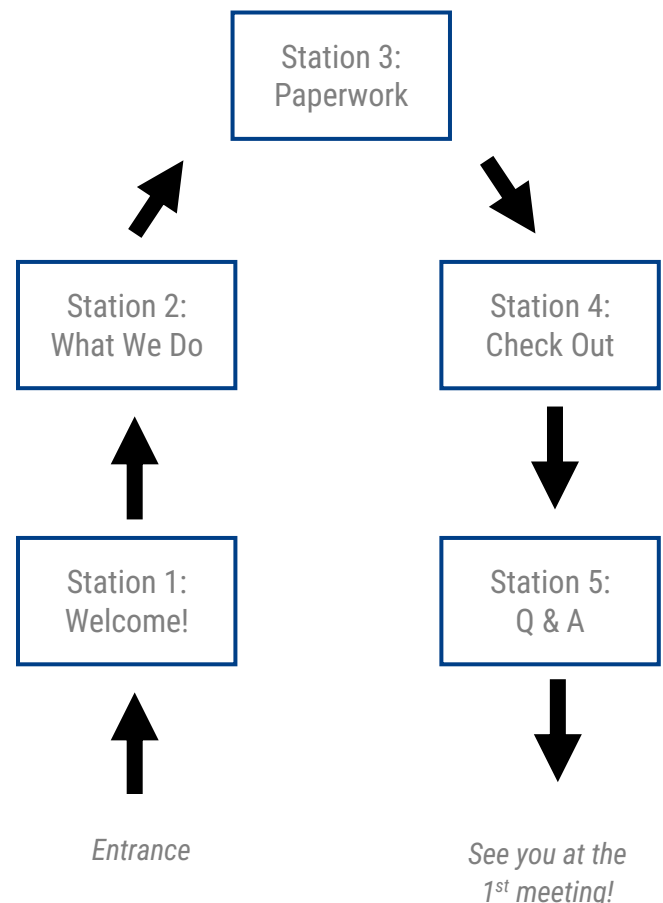 Station 3:
Paperwork
Station 2:
What We Do
Station 4:
Check Out
Station 1:
Welcome!
Station 5:
Q & A
Entrance
See you at the
1st meeting!